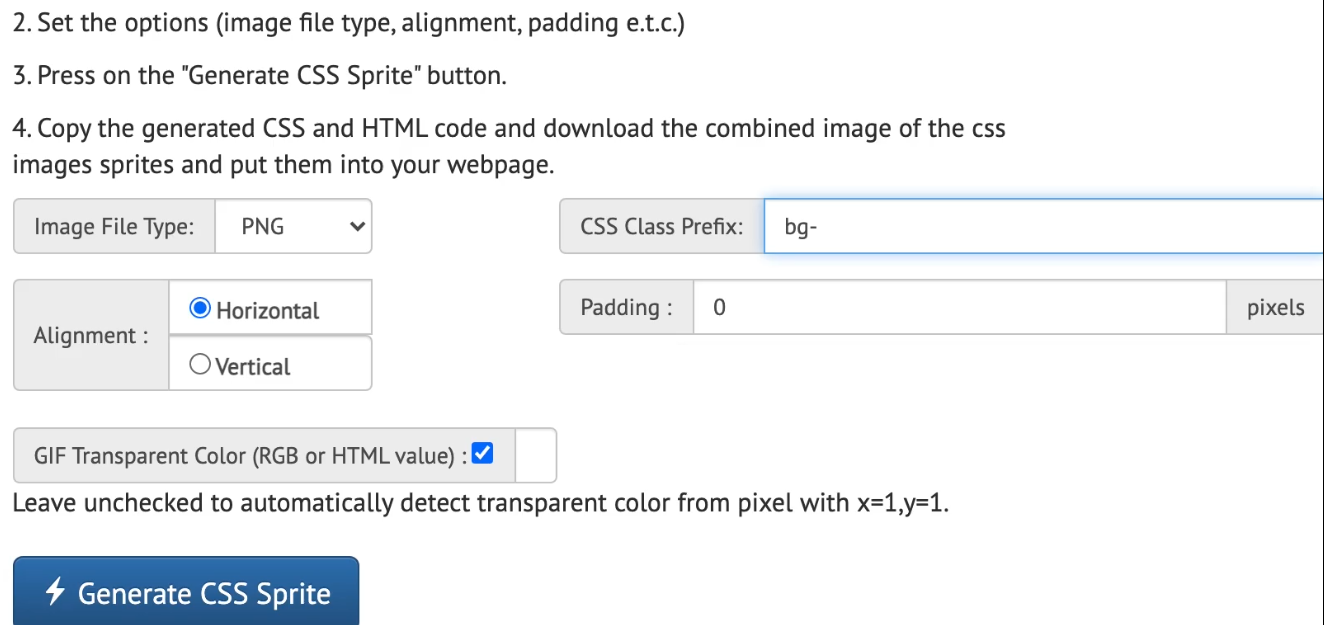 2. Set the options (image file type, alignment, padding e.t.c.)
3. Press on the "Generate CSS Sprite" button.
4. Copy the generated CSS and HTML code and download the combined image of the css
images sprites and put them into your webpage.
Image File Type: PNG
CSS Class Prefix: bg-
Alignment :
Horizontal
Vertical
Padding : 0 pixels
GIF Transparent Color (RGB or HTML value) :
Leave unchecked to automatically detect transparent color from pixel with x=1,y=1.
Generate CSS Sprite